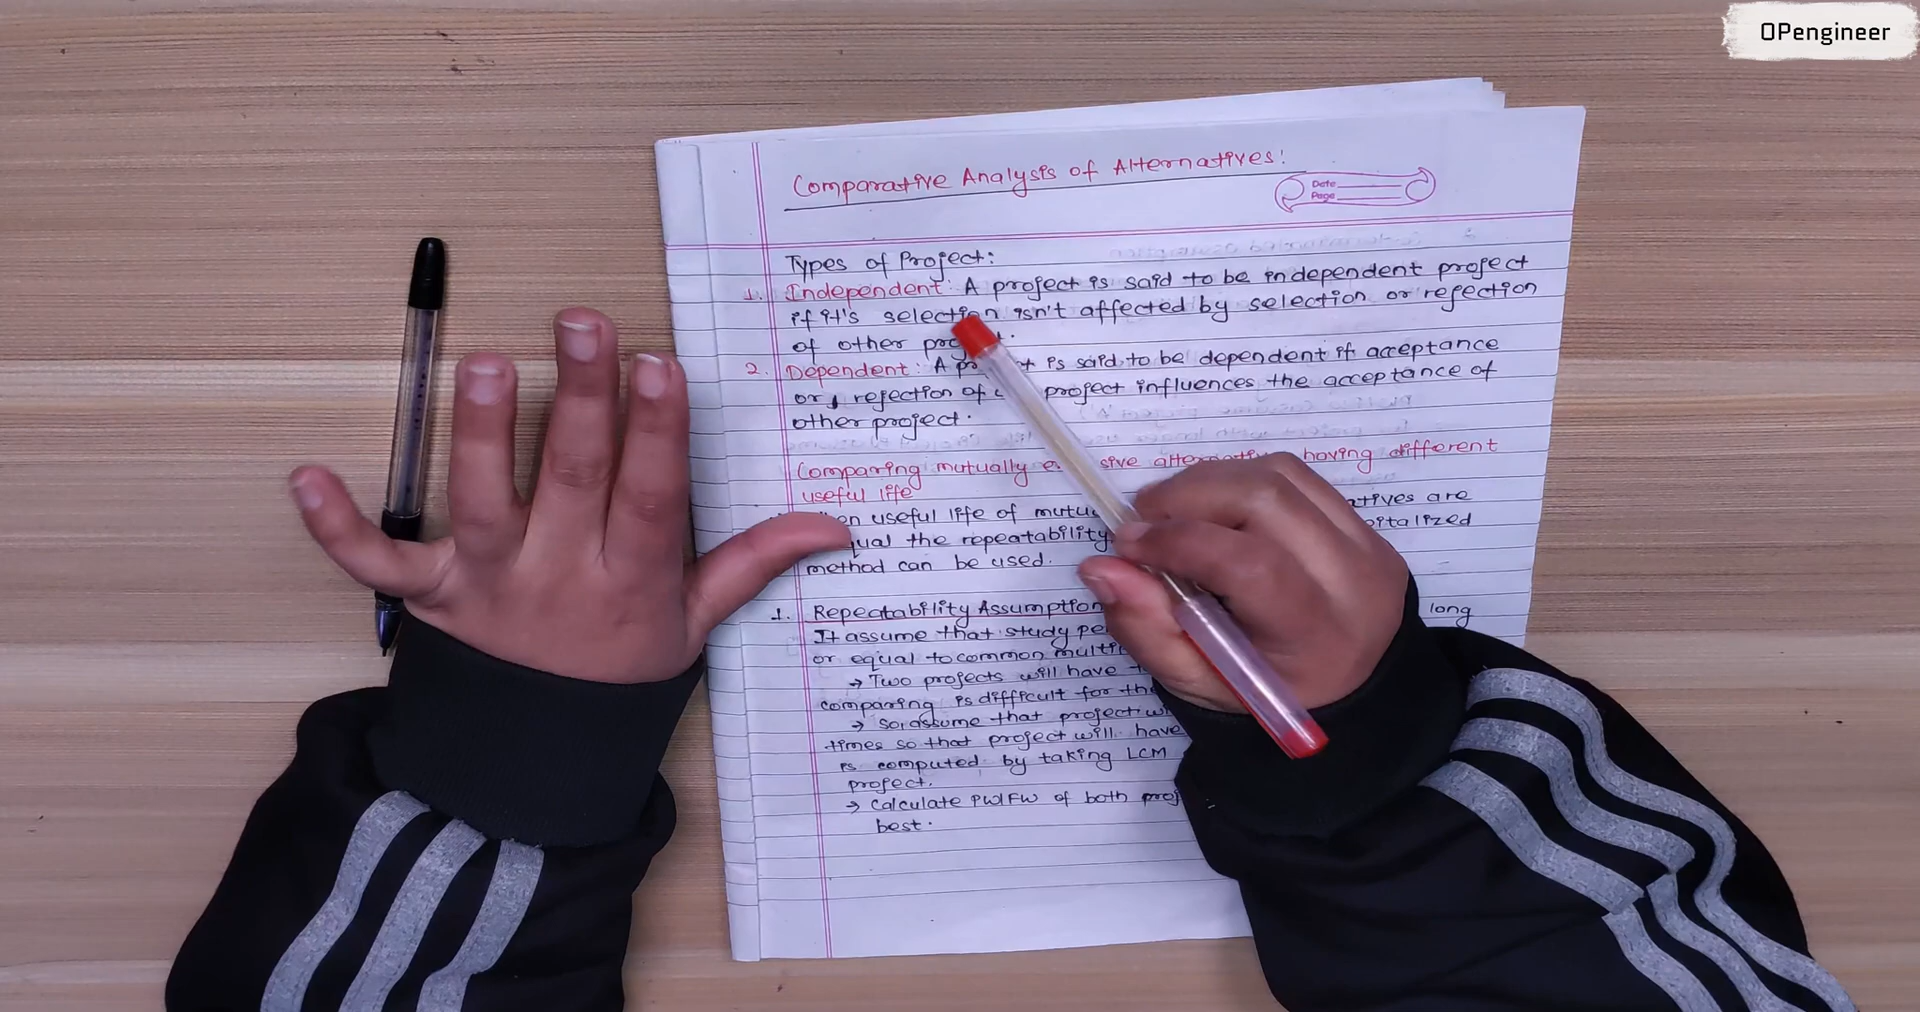 OPengineer
Comparative Analysis of Alternatives:
Date
Page
Types of Project:
1. Independent: A project is said to be independent project
if it's selection isn't affected by selection or rejection
of other
2. Dependent: A is said to be dependent if acceptance
or rejection of project influences the acceptance of
other project.
Comparing mutually having different
useful life
useful life of are
the repeatability
method can be used.
1. Repeatability Assumption long
It assume that study
or equal to common
→ Two projects will have
comparing is difficult for
→ So, assume that project
times so that project will have
is computed by taking LCM
project.
→ Calculate PW/FW of both
best.